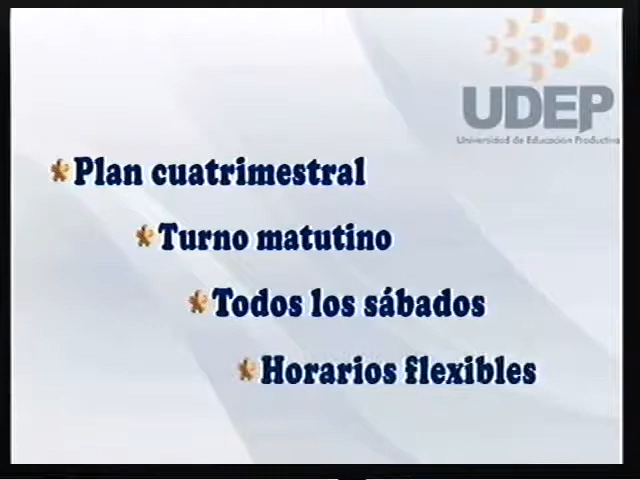 UDEP
Universidad de Educación Productiva
Plan cuatrimestral
Turno matutino
Todos los sábados
Horarios flexibles